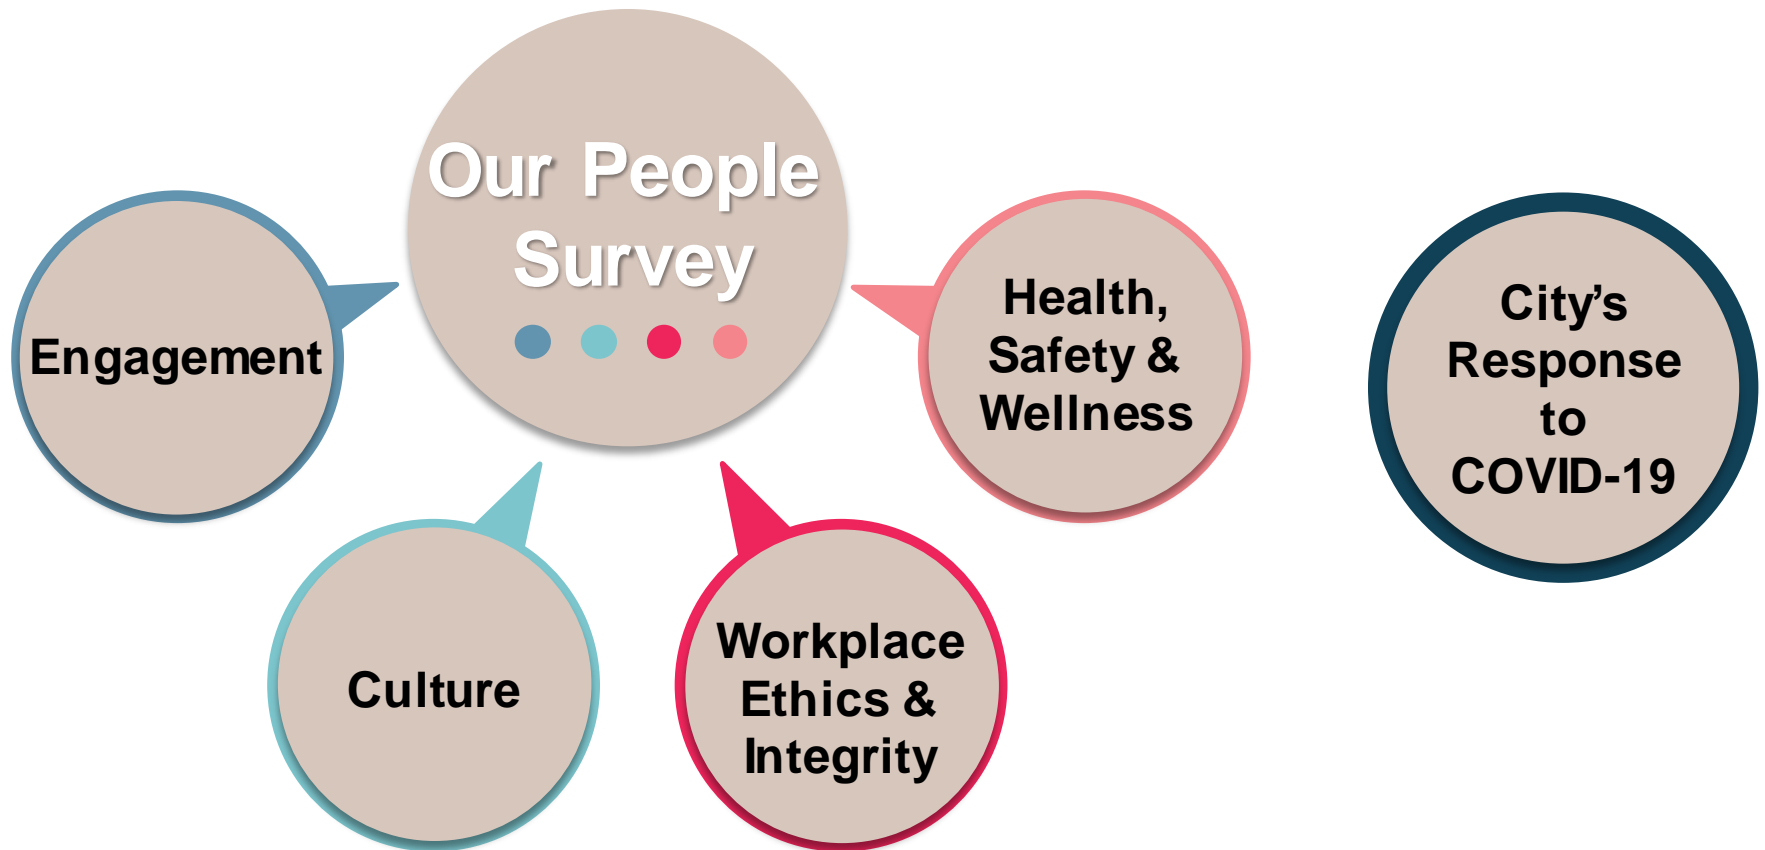 Our People
Survey
Engagement
Health,
Safety &
Wellness
City’s
Response
to
COVID-19
Culture
Workplace
Ethics &
Integrity